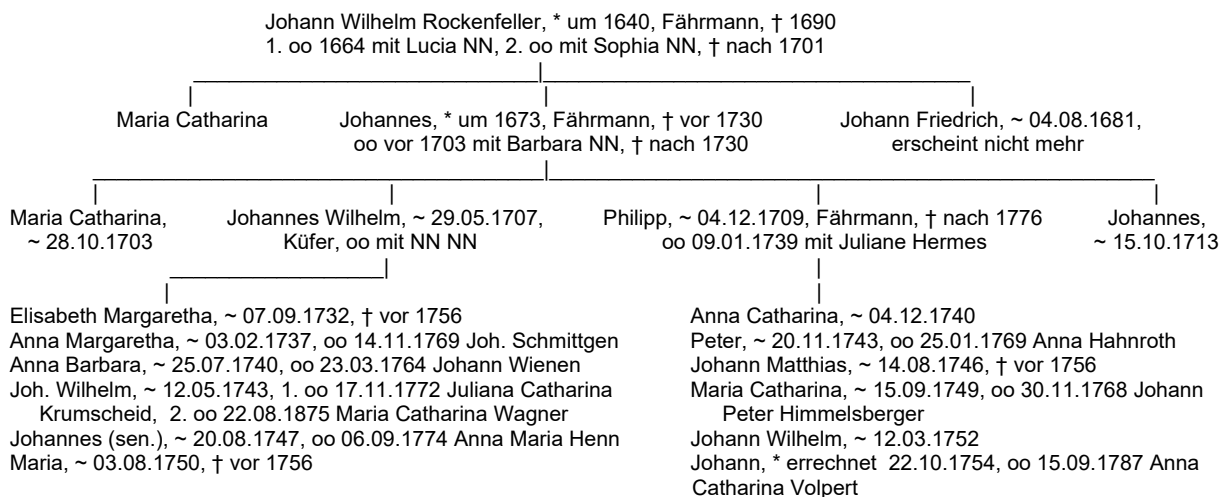 Johann Wilhelm Rockenfeller, * um 1640, Fährmann, † 1690
1. oo 1664 mit Lucia NN, 2. oo mit Sophia NN, † nach 1701
Maria Catharina
Johannes, * um 1673, Fährmann, † vor 1730
oo vor 1703 mit Barbara NN, † nach 1730
Johann Friedrich, ~ 04.08.1681,
erscheint nicht mehr
Maria Catharina,
~ 28.10.1703
Johannes Wilhelm, ~ 29.05.1707,
Küfer, oo mit NN NN
Philipp, ~ 04.12.1709, Fährmann, † nach 1776
oo 09.01.1739 mit Juliane Hermes
Johannes,
~ 15.10.1713
Elisabeth Margaretha, ~ 07.09.1732, † vor 1756
Anna Margaretha, ~ 03.02.1737, oo 14.11.1769 Joh. Schmittgen
Anna Barbara, ~ 25.07.1740, oo 23.03.1764 Johann Wienen
Joh. Wilhelm, ~ 12.05.1743, 1. oo 17.11.1772 Juliana Catharina
Krumscheid, 2. oo 22.08.1875 Maria Catharina Wagner
Johannes (sen.), ~ 20.08.1747, oo 06.09.1774 Anna Maria Henn
Maria, ~ 03.08.1750, † vor 1756
Anna Catharina, ~ 04.12.1740
Peter, ~ 20.11.1743, oo 25.01.1769 Anna Hahnroth
Johann Matthias, ~ 14.08.1746, † vor 1756
Maria Catharina, ~ 15.09.1749, oo 30.11.1768 Johann
Peter Himmelsberger
Johann Wilhelm, ~ 12.03.1752
Johann, * errechnet 22.10.1754, oo 15.09.1787 Anna
Catharina Volpert